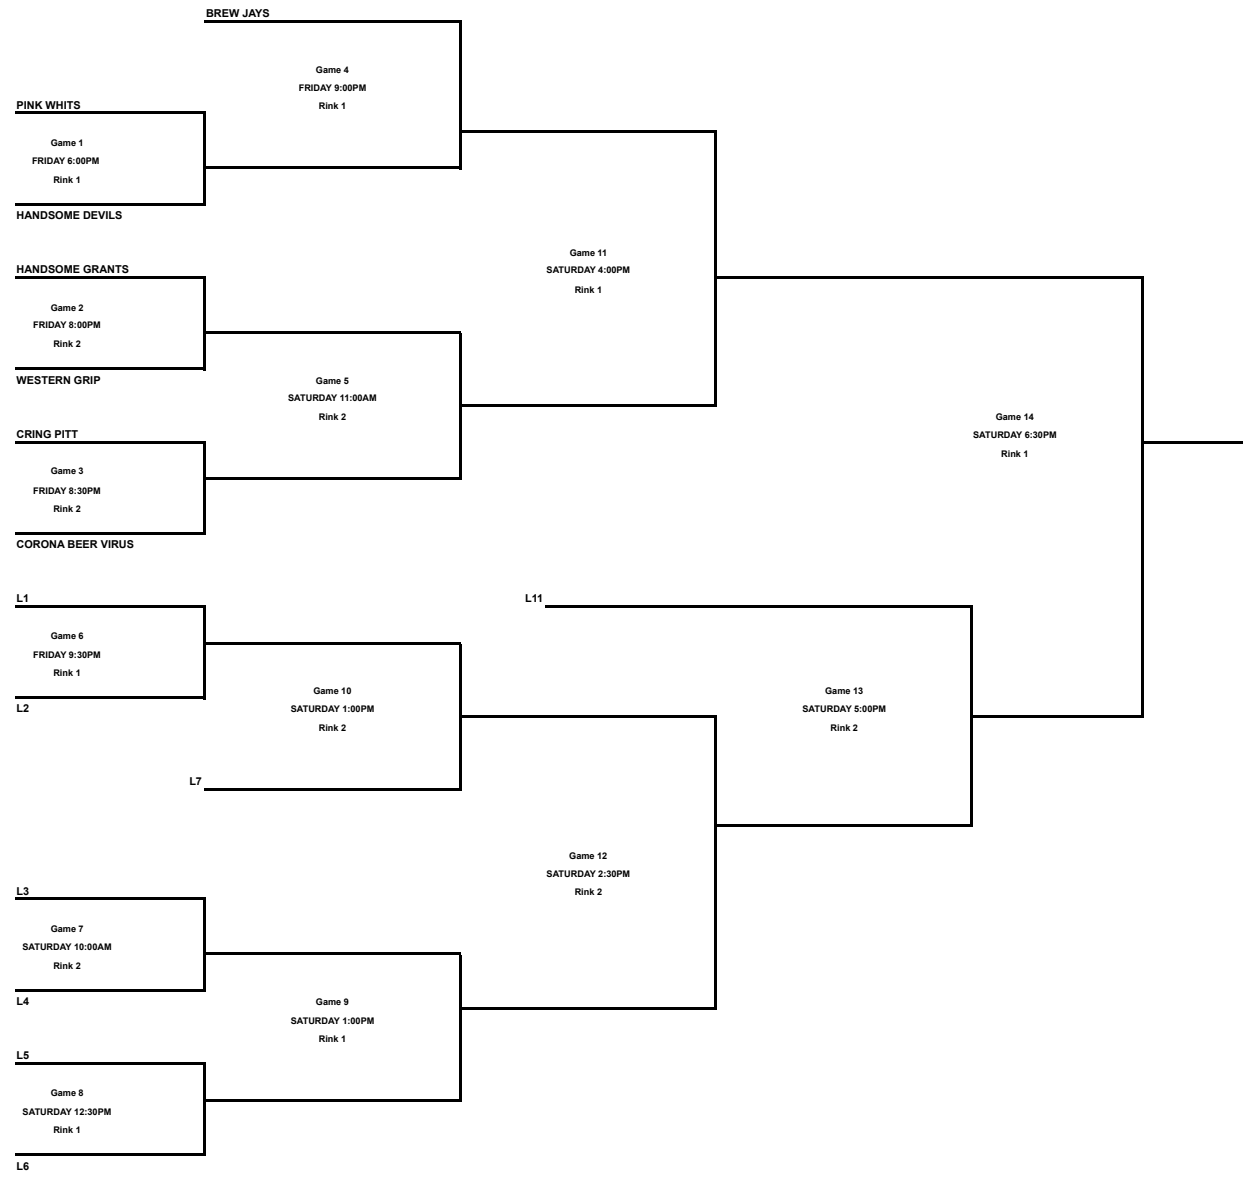 BREW JAYS
Game 4
FRIDAY 9:00PM
Rink 1
PINK WHITS
Game 1
FRIDAY 6:00PM
Rink 1
HANDSOME DEVILS
HANDSOME GRANTS
Game 2
FRIDAY 8:00PM
Rink 2
WESTERN GRIP
Game 11
SATURDAY 4:00PM
Rink 1
Game 5
SATURDAY 11:00AM
Rink 2
CRING PITT
Game 3
FRIDAY 8:30PM
Rink 2
CORONA BEER VIRUS
Game 14
SATURDAY 6:30PM
Rink 1
L1
Game 6
FRIDAY 9:30PM
Rink 1
L2
L11
Game 10
SATURDAY 1:00PM
Rink 2
L7
Game 13
SATURDAY 5:00PM
Rink 2
Game 12
SATURDAY 2:30PM
Rink 2
L3
Game 7
SATURDAY 10:00AM
Rink 2
L4
Game 9
SATURDAY 1:00PM
Rink 1
L5
Game 8
SATURDAY 12:30PM
Rink 1
L6